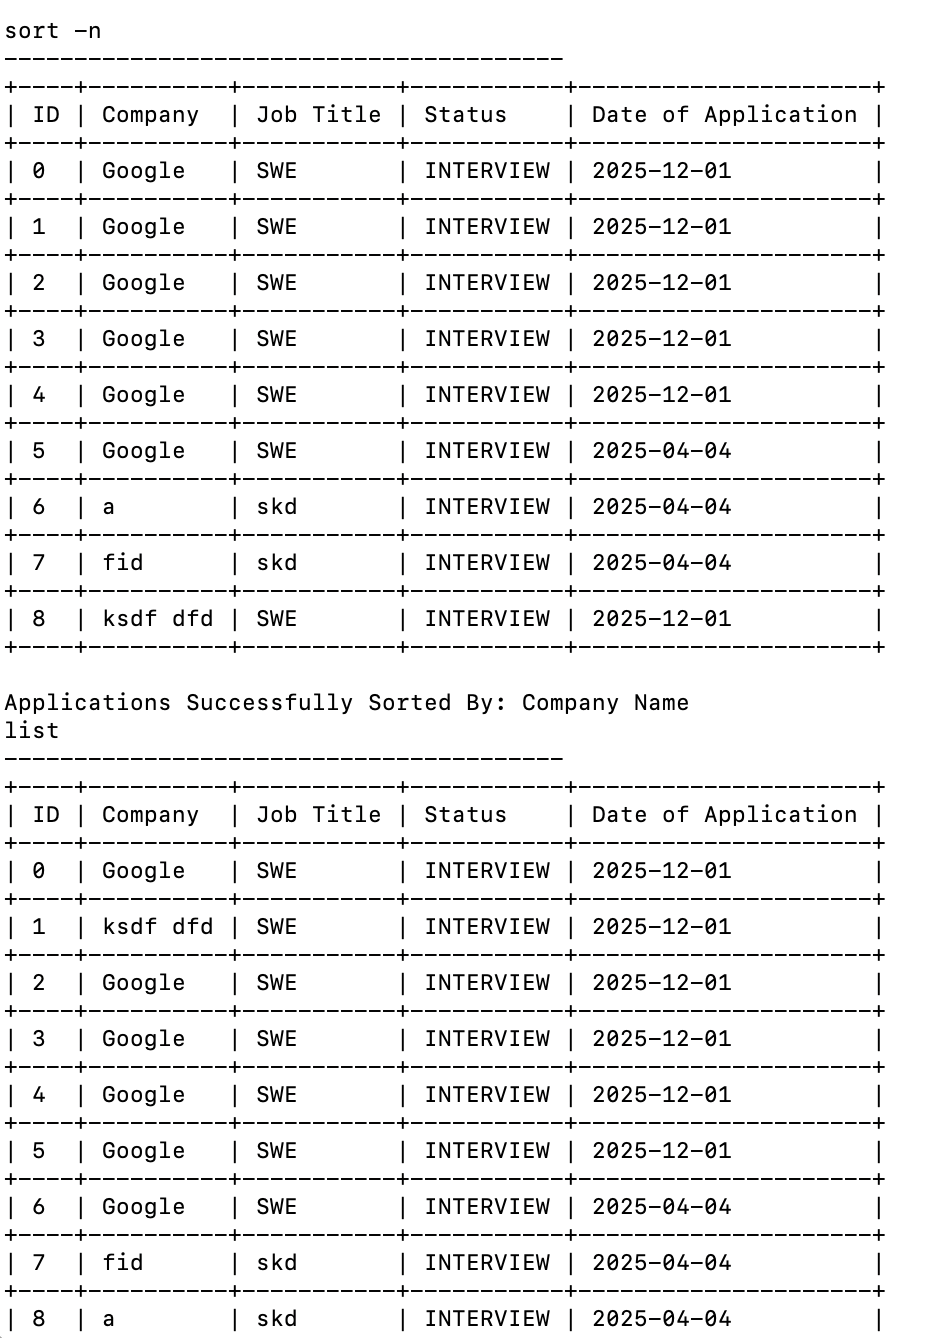 sort -n
----------------------------------------
+----+----------+-----------+-----------+---------------------+
| ID | Company  | Job Title | Status    | Date of Application |
+----+----------+-----------+-----------+---------------------+
| 0  | Google   | SWE       | INTERVIEW | 2025-12-01          |
+----+----------+-----------+-----------+---------------------+
| 1  | Google   | SWE       | INTERVIEW | 2025-12-01          |
+----+----------+-----------+-----------+---------------------+
| 2  | Google   | SWE       | INTERVIEW | 2025-12-01          |
+----+----------+-----------+-----------+---------------------+
| 3  | Google   | SWE       | INTERVIEW | 2025-12-01          |
+----+----------+-----------+-----------+---------------------+
| 4  | Google   | SWE       | INTERVIEW | 2025-12-01          |
+----+----------+-----------+-----------+---------------------+
| 5  | Google   | SWE       | INTERVIEW | 2025-04-04          |
+----+----------+-----------+-----------+---------------------+
| 6  | a        | skd       | INTERVIEW | 2025-04-04          |
+----+----------+-----------+-----------+---------------------+
| 7  | fid      | skd       | INTERVIEW | 2025-04-04          |
+----+----------+-----------+-----------+---------------------+
| 8  | ksdf dfd | SWE       | INTERVIEW | 2025-12-01          |
+----+----------+-----------+-----------+---------------------+

Applications Successfully Sorted By: Company Name
list
----------------------------------------
+----+----------+-----------+-----------+---------------------+
| ID | Company  | Job Title | Status    | Date of Application |
+----+----------+-----------+-----------+---------------------+
| 0  | Google   | SWE       | INTERVIEW | 2025-12-01          |
+----+----------+-----------+-----------+---------------------+
| 1  | ksdf dfd | SWE       | INTERVIEW | 2025-12-01          |
+----+----------+-----------+-----------+---------------------+
| 2  | Google   | SWE       | INTERVIEW | 2025-12-01          |
+----+----------+-----------+-----------+---------------------+
| 3  | Google   | SWE       | INTERVIEW | 2025-12-01          |
+----+----------+-----------+-----------+---------------------+
| 4  | Google   | SWE       | INTERVIEW | 2025-12-01          |
+----+----------+-----------+-----------+---------------------+
| 5  | Google   | SWE       | INTERVIEW | 2025-12-01          |
+----+----------+-----------+-----------+---------------------+
| 6  | Google   | SWE       | INTERVIEW | 2025-04-04          |
+----+----------+-----------+-----------+---------------------+
| 7  | fid      | skd       | INTERVIEW | 2025-04-04          |
+----+----------+-----------+-----------+---------------------+
| 8  | a        | skd       | INTERVIEW | 2025-04-04          |